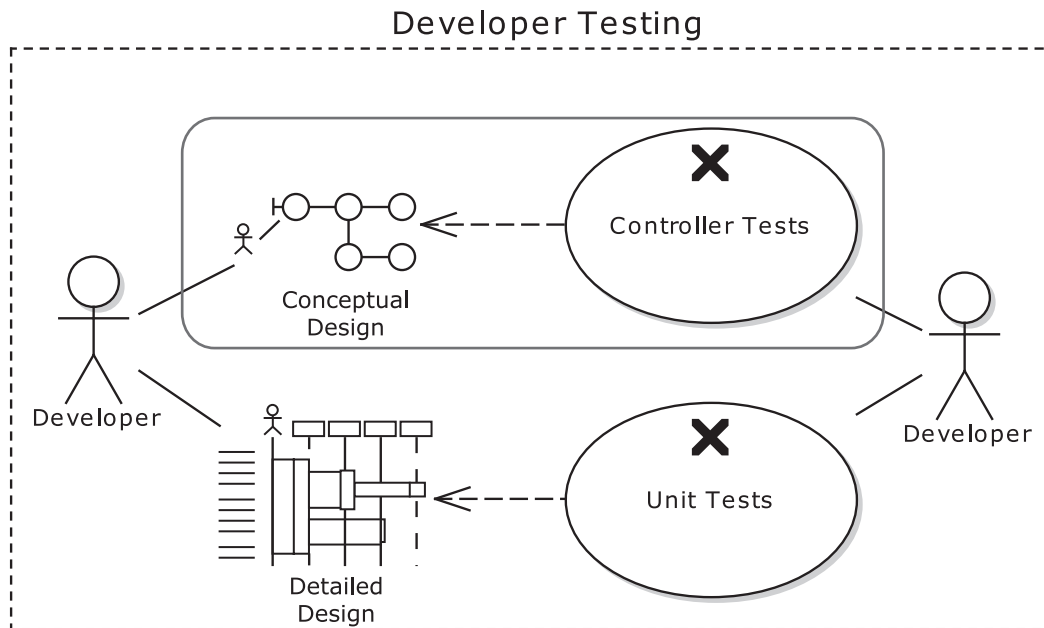 Developer Testing
Controller Tests
Conceptual
Design
Developer
Developer
Unit Tests
Detailed
Design